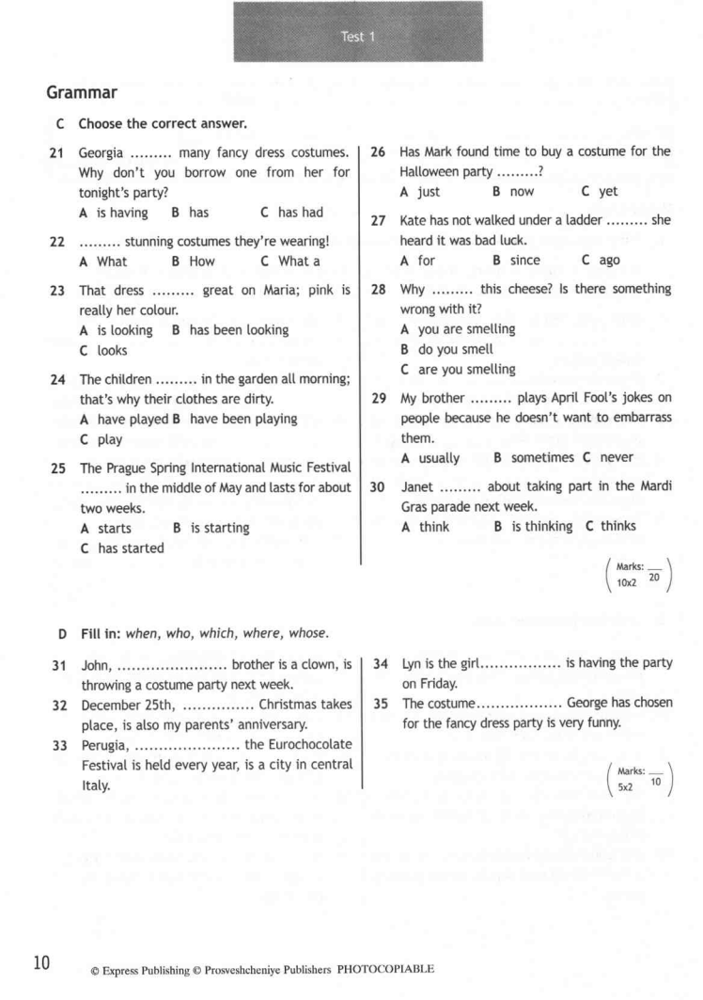 Test 1
Grammar
C Choose the correct answer.
21 Georgia ......... many fancy dress costumes.
Why don't you borrow one from her for
tonight's party?
A is having B has C has had
22 ......... stunning costumes they're wearing!
A What B How C What a
23 That dress ......... great on Maria; pink is
really her colour.
A is looking B has been looking
C looks
24 The children ......... in the garden all morning;
that's why their clothes are dirty.
A have played B have been playing
C play
25 The Prague Spring International Music Festival
......... in the middle of May and lasts for about
two weeks.
A starts B is starting
C has started
26 Has Mark found time to buy a costume for the
Halloween party .........?
A just B now C yet
27 Kate has not walked under a ladder ......... she
heard it was bad luck.
A for B since C ago
28 Why ......... this cheese? Is there something
wrong with it?
A you are smelling
B do you smell
C are you smelling
29 My brother ......... plays April Fool's jokes on
people because he doesn't want to embarrass
them.
A usually B sometimes C never
30 Janet ......... about taking part in the Mardi
Gras parade next week.
A think B is thinking C thinks
Marks: __
10x2 20
D Fill in: when, who, which, where, whose.
31 John, ....................... brother is a clown, is
throwing a costume party next week.
32 December 25th, ............... Christmas takes
place, is also my parents' anniversary.
33 Perugia, ...................... the Eurochocolate
Festival is held every year, is a city in central
Italy.
34 Lyn is the girl................. is having the party
on Friday.
35 The costume.................. George has chosen
for the fancy dress party is very funny.
Marks: __
5x2 10
10
© Express Publishing © Prosveshcheniye Publishers PHOTOCOPIABLE